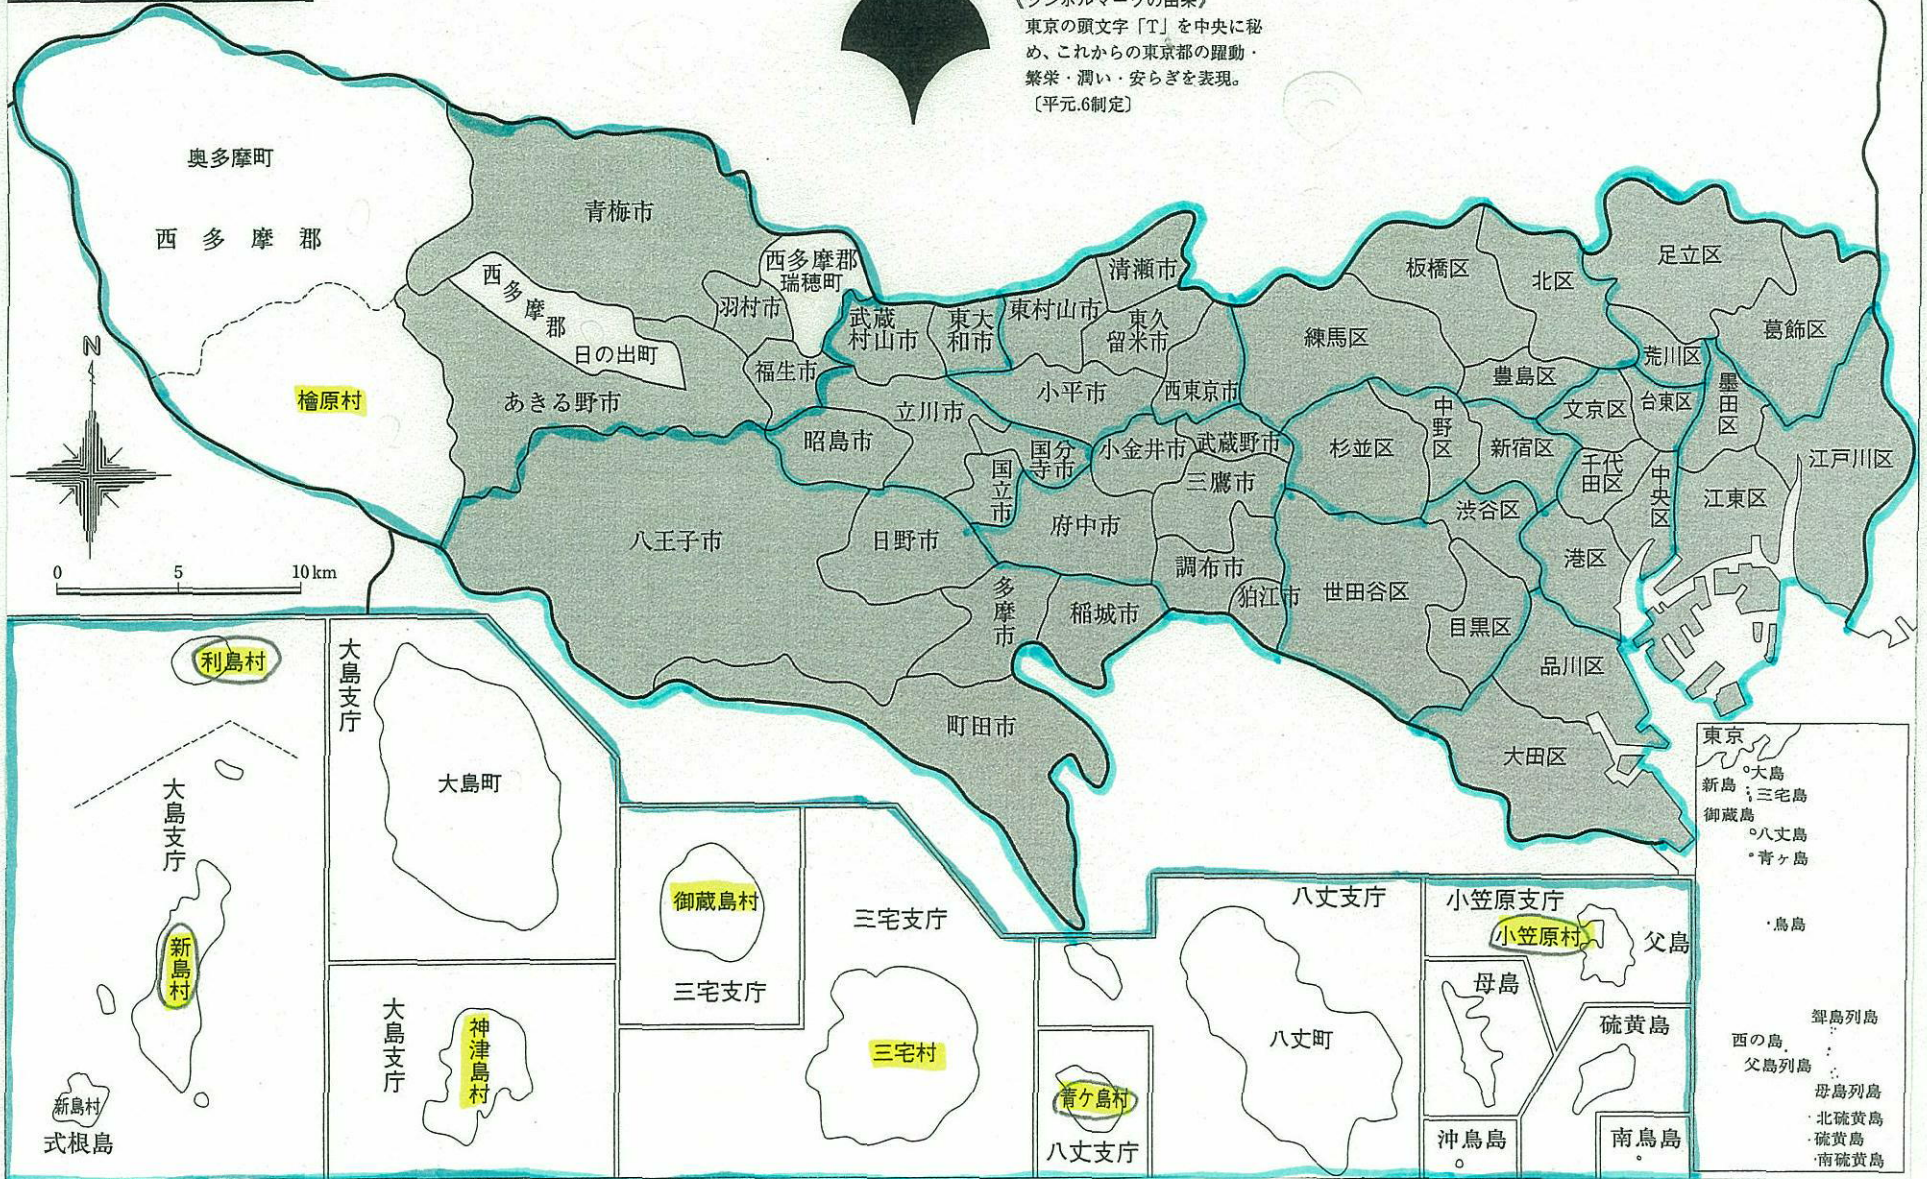 《シンボルマークの由来》
東京の頭文字「T」を中央に秘
め、これからの東京都の躍動・
繁栄・潤い・安らぎを表現。
〔平元.6制定〕
奥多摩町
西多摩郡
檜原村
青梅市
西多摩郡
日の出町
あきる野市
羽村市
西多摩郡
瑞穂町
福生市
武蔵
村山市
東大
和市
東村山市
清瀬市
東久
留米市
小平市
西東京市
立川市
昭島市
国分
寺市
国立市
小金井市
武蔵野市
三鷹市
八王子市
日野市
府中市
調布市
狛江市
多摩市
稲城市
町田市
練馬区
板橋区
北区
足立区
葛飾区
荒川区
豊島区
文京区
台東区
墨田区
江戸川区
杉並区
中野区
新宿区
千代
田区
中央区
江東区
渋谷区
港区
世田谷区
目黒区
品川区
大田区
N
0 5 10km
利島村
大島支庁
新島村
新島村
式根島
大島支庁
大島町
大島支庁
神津島村
御蔵島村
三宅支庁
三宅支庁
三宅村
青ケ島村
八丈支庁
八丈支庁
八丈町
小笠原支庁
小笠原村
父島
母島
硫黄島
沖鳥島
南鳥島
東京
大島
新島
三宅島
御蔵島
八丈島
青ヶ島
鳥島
聟島列島
西の島
父島列島
母島列島
北硫黄島
硫黄島
南硫黄島